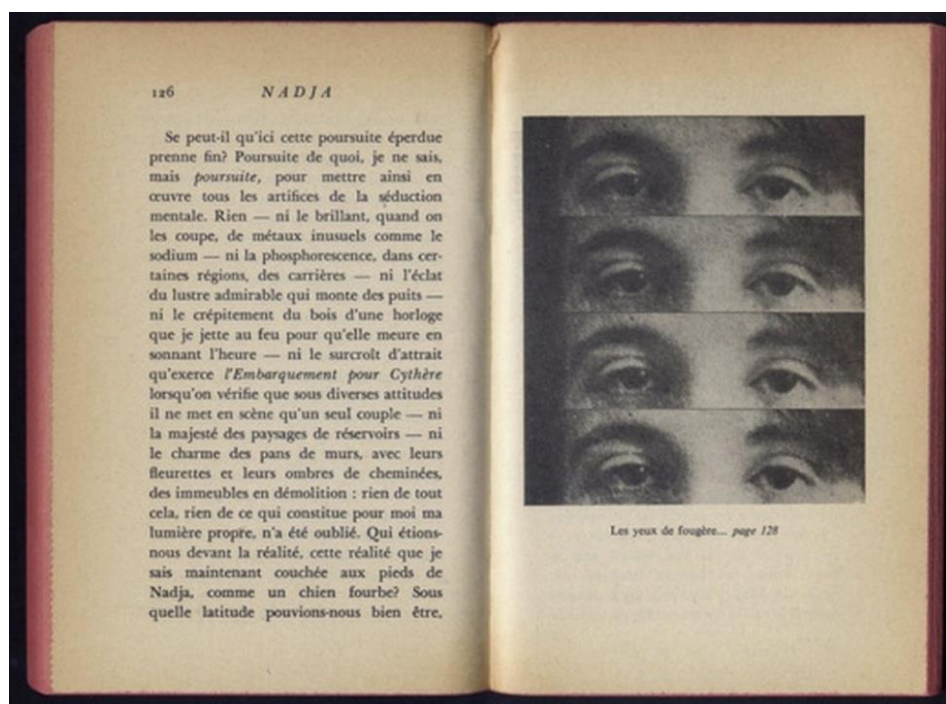 126 NADJA
Se peut-il qu'ici cette poursuite éperdue
prenne fin? Poursuite de quoi, je ne sais,
mais poursuite, pour mettre ainsi en
œuvre tous les artifices de la séduction
mentale. Rien — ni le brillant, quand on
les coupe, de métaux inusuels comme le
sodium — ni la phosphorescence, dans cer-
taines régions, des carrières — ni l'éclat
du lustre admirable qui monte des puits —
ni le crépitement du bois d'une horloge
que je jette au feu pour qu'elle meure en
sonnant l'heure — ni le surcroît d'attrait
qu'exerce l'Embarquement pour Cythère
lorsqu'on vérifie que sous diverses attitudes
il ne met en scène qu'un seul couple — ni
la majesté des paysages de réservoirs — ni
le charme des pans de murs, avec leurs
fleurettes et leurs ombres de cheminées,
des immeubles en démolition : rien de tout
cela, rien de ce qui constitue pour moi ma
lumière propre, n'a été oublié. Qui étions-
nous devant la réalité, cette réalité que je
sais maintenant couchée aux pieds de
Nadja, comme un chien fourbe? Sous
quelle latitude pouvions-nous bien être,
Les yeux de fougère... page 128